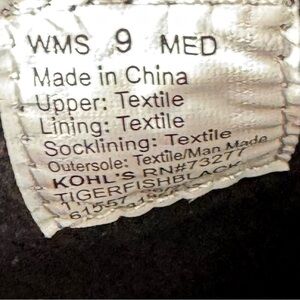 WMS 9 MED
Made in China
Upper: Textile
Lining: Textile
Socklining: Textile
Outersole: Textile/Man Made
KOHL'S RN#73277
TIGERFISHBLACK